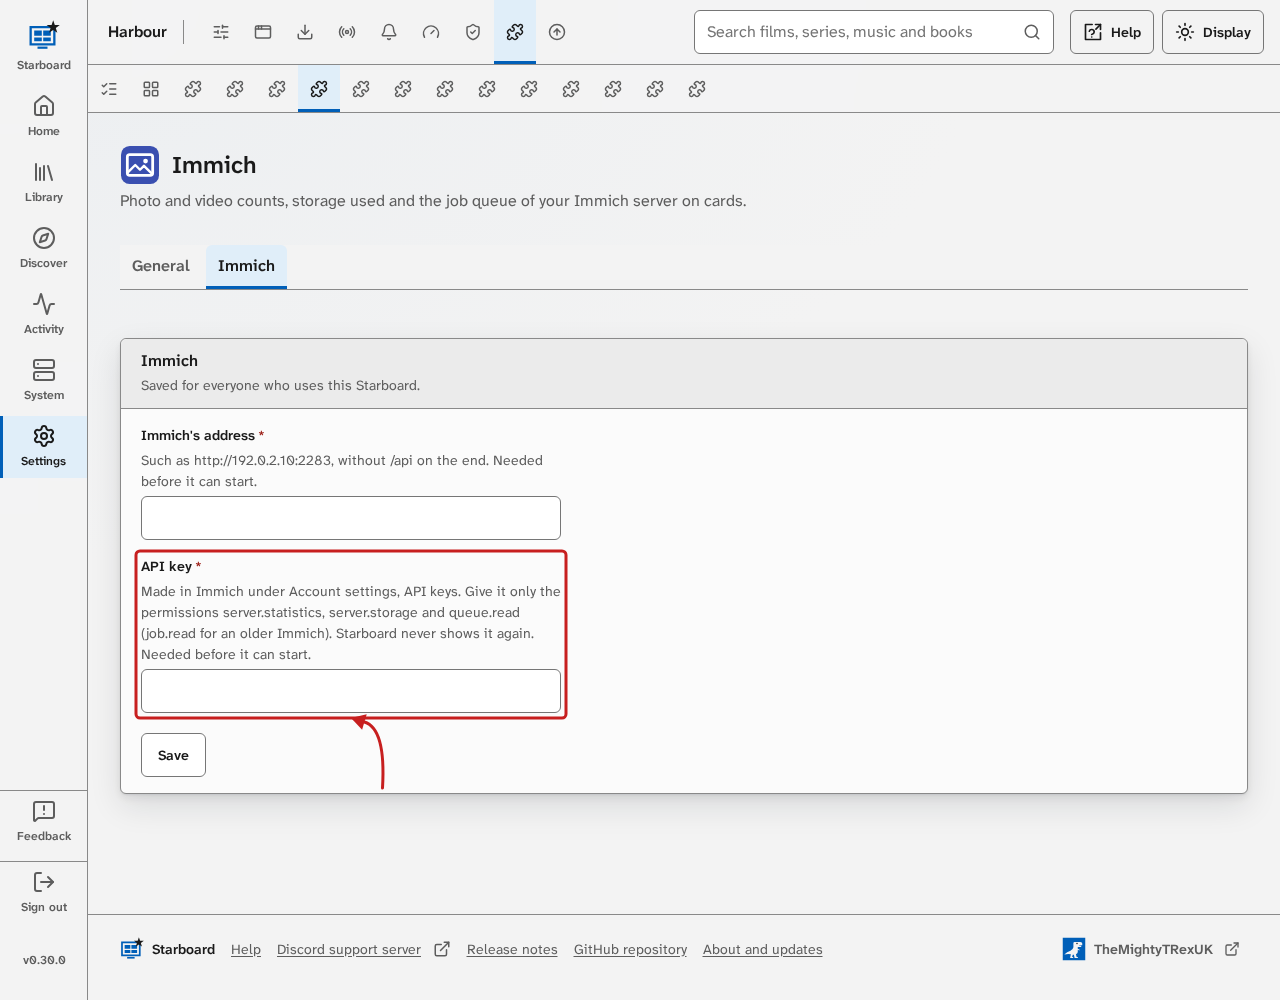 Starboard
Home
Library
Discover
Activity
System
Settings
Feedback
Sign out
v0.30.0
Harbour
Search films, series, music and books
Help
Display
Immich
Photo and video counts, storage used and the job queue of your Immich server on cards.
General
Immich
Immich
Saved for everyone who uses this Starboard.
Immich's address *
Such as http://192.0.2.10:2283, without /api on the end. Needed
before it can start.
API key *
Made in Immich under Account settings, API keys. Give it only the
permissions server.statistics, server.storage and queue.read
(job.read for an older Immich). Starboard never shows it again.
Needed before it can start.
Save
Starboard
Help
Discord support server
Release notes
GitHub repository
About and updates
TheMightyTRexUK